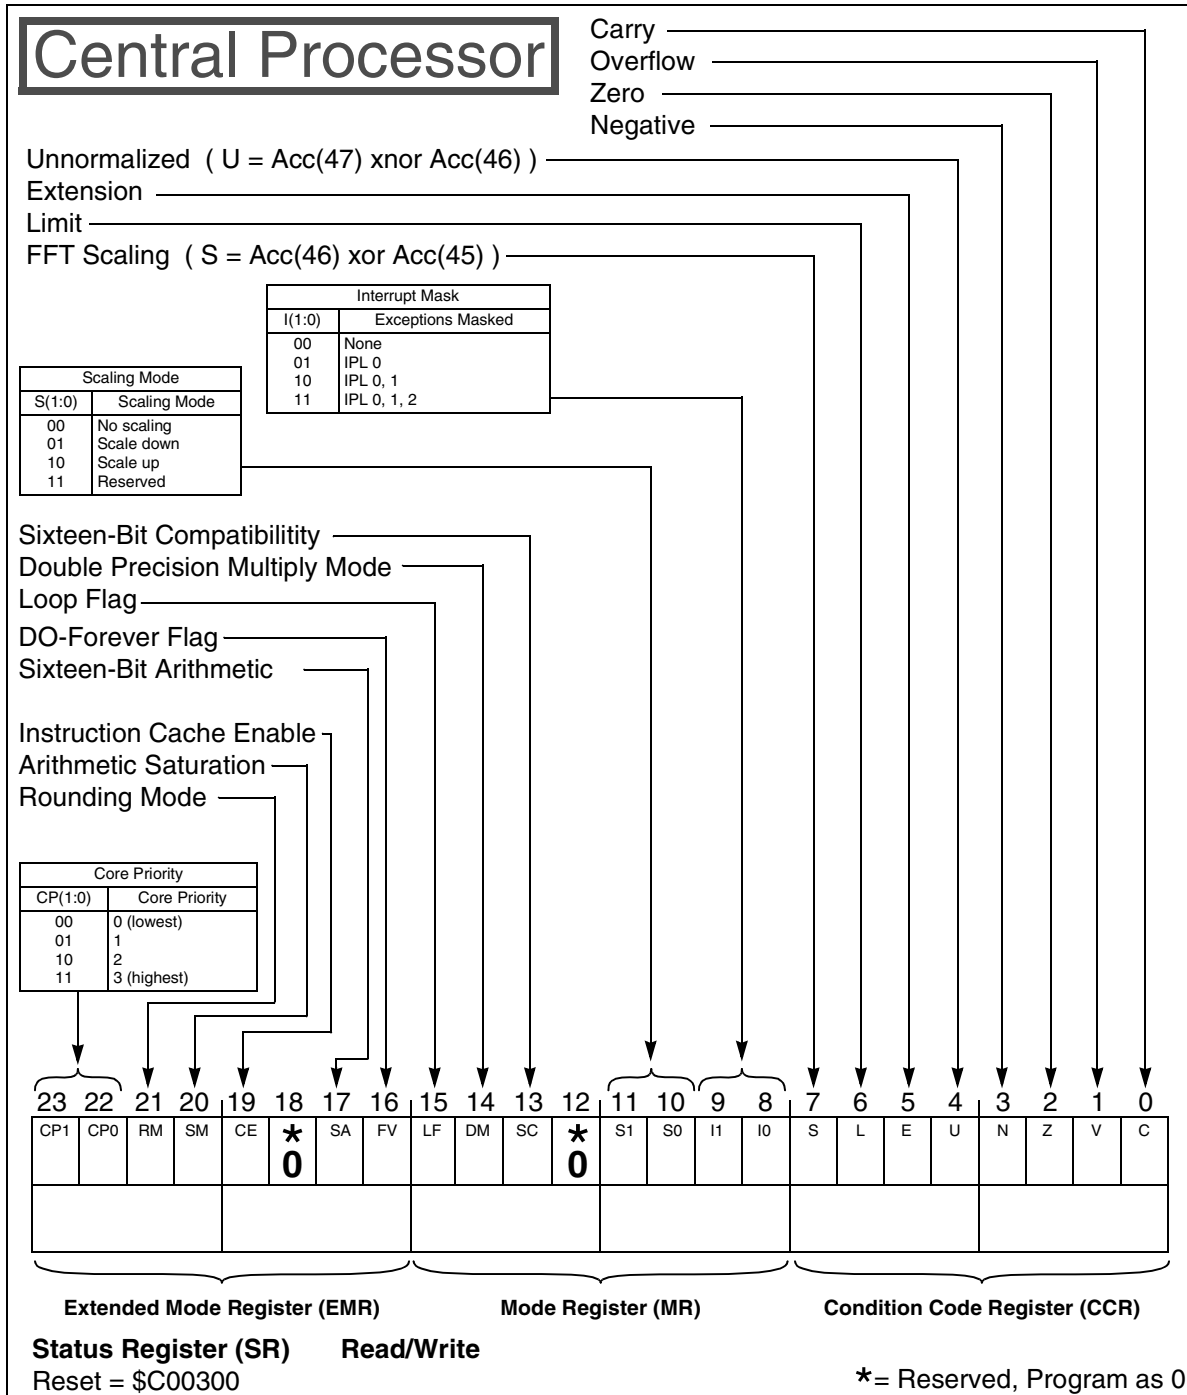 Central Processor
Carry
Overflow
Zero
Negative
Unnormalized ( U = Acc(47) xnor Acc(46) )
Extension
Limit
FFT Scaling ( S = Acc(46) xor Acc(45) )
Interrupt Mask
I(1:0) Exceptions Masked
00 None
01 IPL 0
10 IPL 0, 1
11 IPL 0, 1, 2
Scaling Mode
S(1:0) Scaling Mode
00 No scaling
01 Scale down
10 Scale up
11 Reserved
Sixteen-Bit Compatibilitity
Double Precision Multiply Mode
Loop Flag
DO-Forever Flag
Sixteen-Bit Arithmetic
Instruction Cache Enable
Arithmetic Saturation
Rounding Mode
Core Priority
CP(1:0) Core Priority
00 0 (lowest)
01 1
10 2
11 3 (highest)
23 22 21 20 19 18 17 16 15 14 13 12 11 10 9 8 7 6 5 4 3 2 1 0
CP1 CP0 RM SM CE * SA FV LF DM SC * S1 S0 I1 I0 S L E U N Z V C
0 0
Extended Mode Register (EMR) Mode Register (MR) Condition Code Register (CCR)
Status Register (SR) Read/Write
Reset = $C00300
*= Reserved, Program as 0